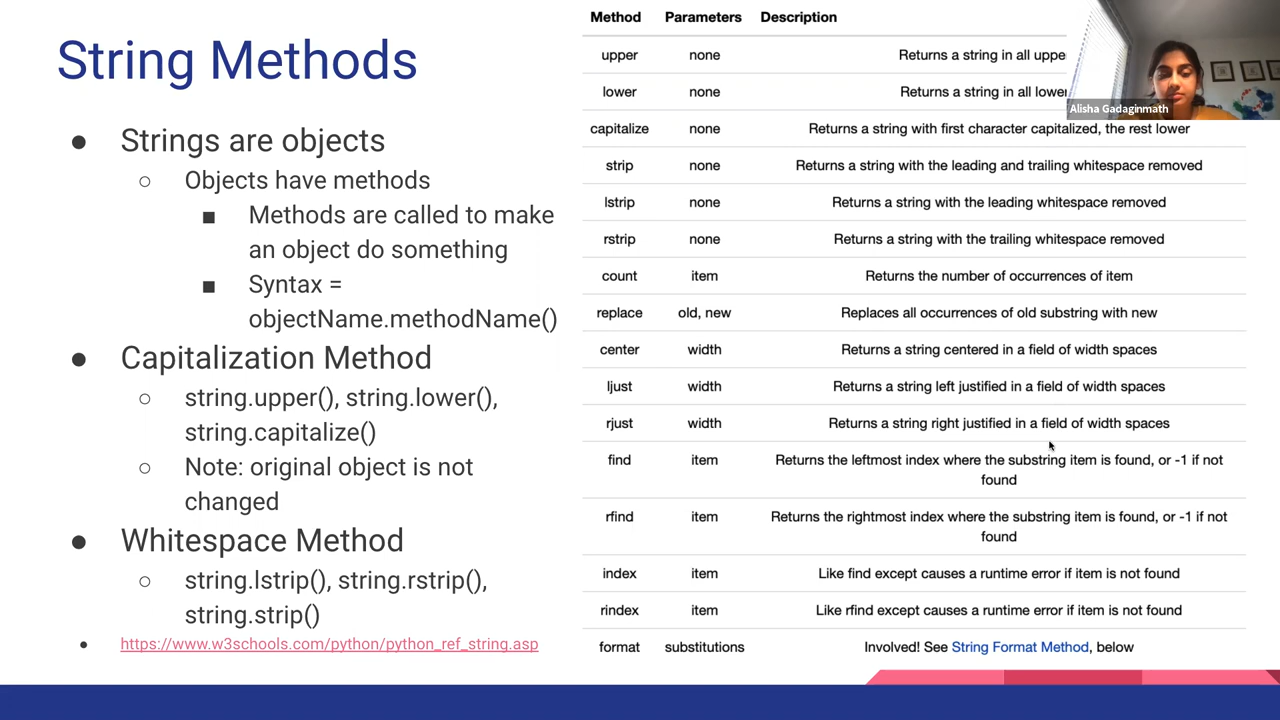 String Methods
● Strings are objects
○ Objects have methods
■ Methods are called to make
an object do something
■ Syntax =
objectName.methodName()
● Capitalization Method
○ string.upper(), string.lower(),
string.capitalize()
○ Note: original object is not
changed
● Whitespace Method
○ string.lstrip(), string.rstrip(),
string.strip()
● https://www.w3schools.com/python/python_ref_string.asp
Method Parameters Description
upper none Returns a string in all upper
lower none Returns a string in all lower
capitalize none Returns a string with first character capitalized, the rest lower
strip none Returns a string with the leading and trailing whitespace removed
lstrip none Returns a string with the leading whitespace removed
rstrip none Returns a string with the trailing whitespace removed
count item Returns the number of occurrences of item
replace old, new Replaces all occurrences of old substring with new
center width Returns a string centered in a field of width spaces
ljust width Returns a string left justified in a field of width spaces
rjust width Returns a string right justified in a field of width spaces
find item Returns the leftmost index where the substring item is found, or -1 if not
found
rfind item Returns the rightmost index where the substring item is found, or -1 if not
found
index item Like find except causes a runtime error if item is not found
rindex item Like rfind except causes a runtime error if item is not found
format substitutions Involved! See String Format Method, below
Alisha Gadaginmath